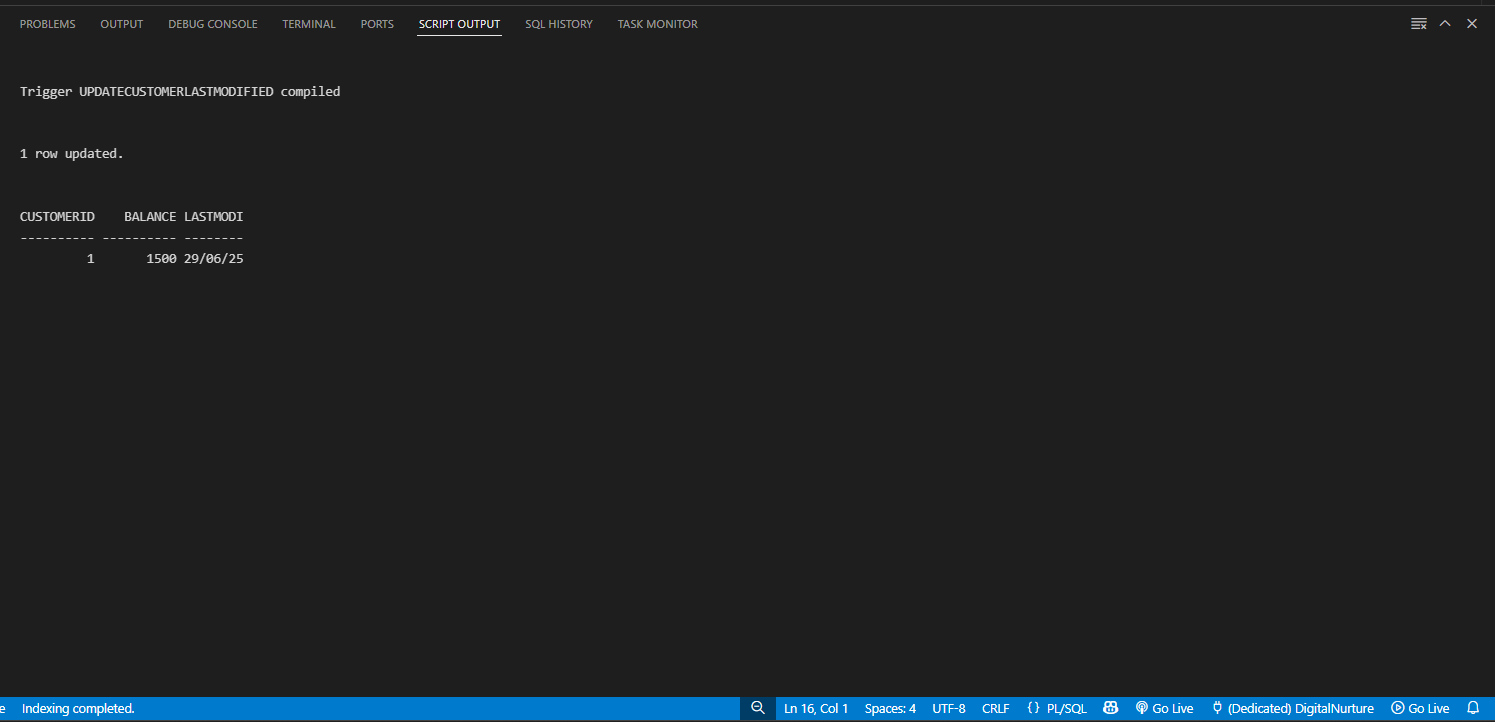 PROBLEMS OUTPUT DEBUG CONSOLE TERMINAL PORTS SCRIPT OUTPUT SQL HISTORY TASK MONITOR
Trigger UPDATECUSTOMERLASTMODIFIED compiled
1 row updated.
CUSTOMERID    BALANCE LASTMODI
---------- ---------- --------
         1       1500 29/06/25
e Indexing completed. Ln 16, Col 1 Spaces: 4 UTF-8 CRLF {} PL/SQL Go Live (Dedicated) DigitalNurture Go Live